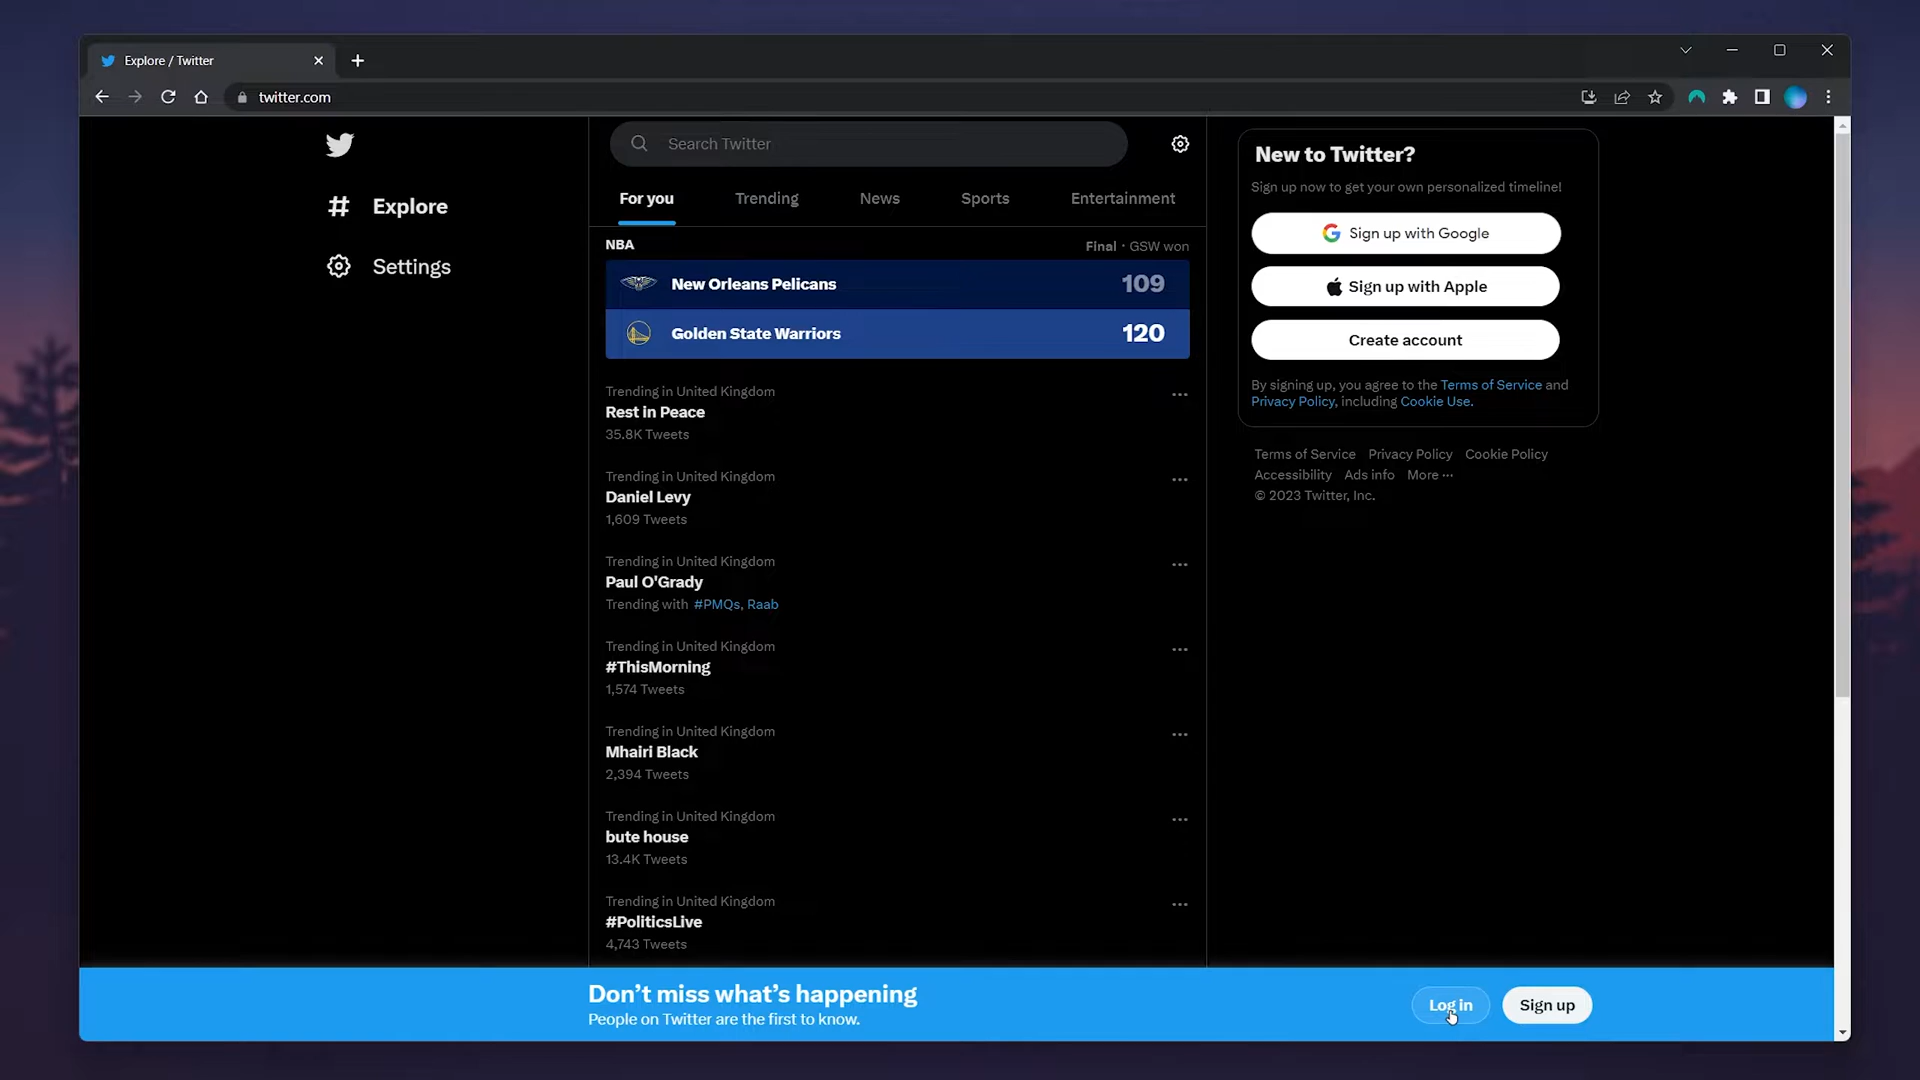 Explore / Twitter
twitter.com
Explore
Settings
Search Twitter
For you Trending News Sports Entertainment
NBA Final · GSW won
New Orleans Pelicans 109
Golden State Warriors 120
Trending in United Kingdom
Rest in Peace
35.8K Tweets
Trending in United Kingdom
Daniel Levy
1,609 Tweets
Trending in United Kingdom
Paul O'Grady
Trending with #PMQs, Raab
Trending in United Kingdom
#ThisMorning
1,574 Tweets
Trending in United Kingdom
Mhairi Black
2,394 Tweets
Trending in United Kingdom
bute house
13.4K Tweets
Trending in United Kingdom
#PoliticsLive
4,743 Tweets
New to Twitter?
Sign up now to get your own personalized timeline!
Sign up with Google
Sign up with Apple
Create account
By signing up, you agree to the Terms of Service and
Privacy Policy, including Cookie Use.
Terms of Service Privacy Policy Cookie Policy
Accessibility Ads info More ···
© 2023 Twitter, Inc.
Don’t miss what’s happening
People on Twitter are the first to know.
Log in Sign up